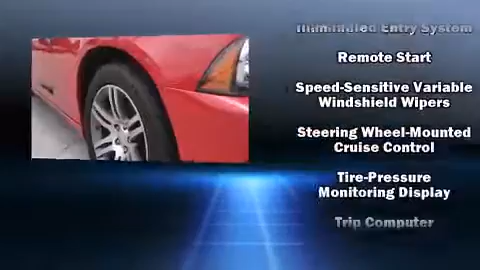 Illuminated Entry System
Remote Start
Speed-Sensitive Variable
Windshield Wipers
Steering Wheel-Mounted
Cruise Control
Tire-Pressure
Monitoring Display
Trip Computer